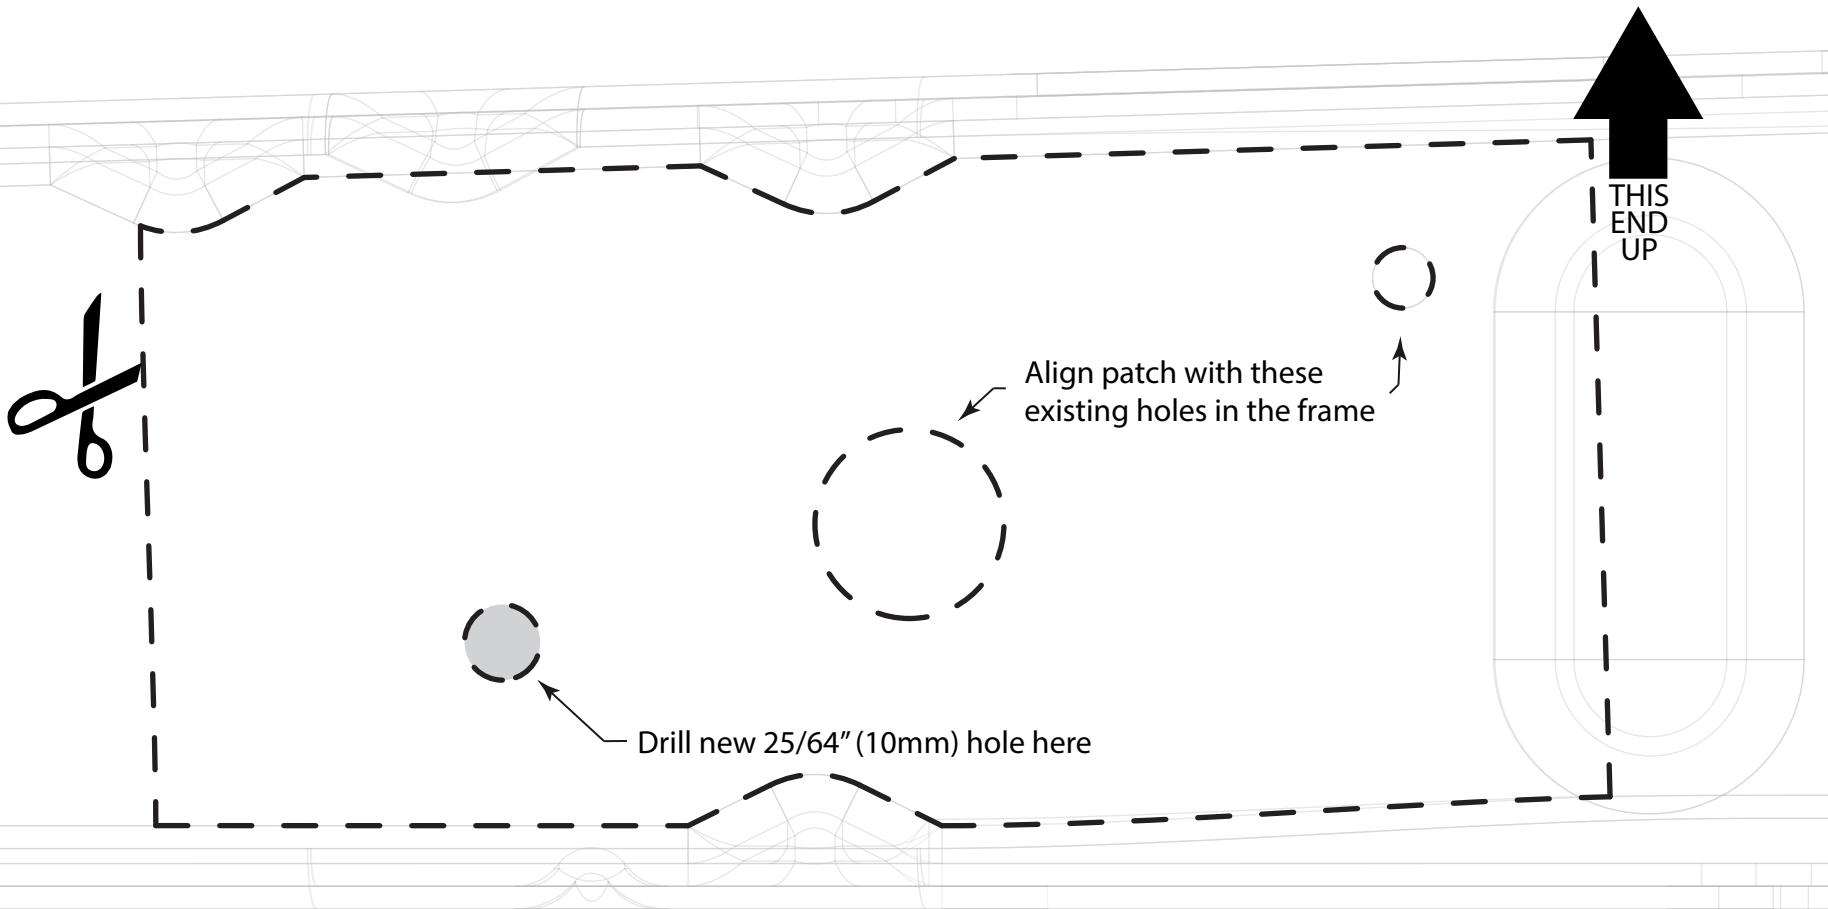 THIS
END
UP
Align patch with these
existing holes in the frame
Drill new 25/64” (10mm) hole here